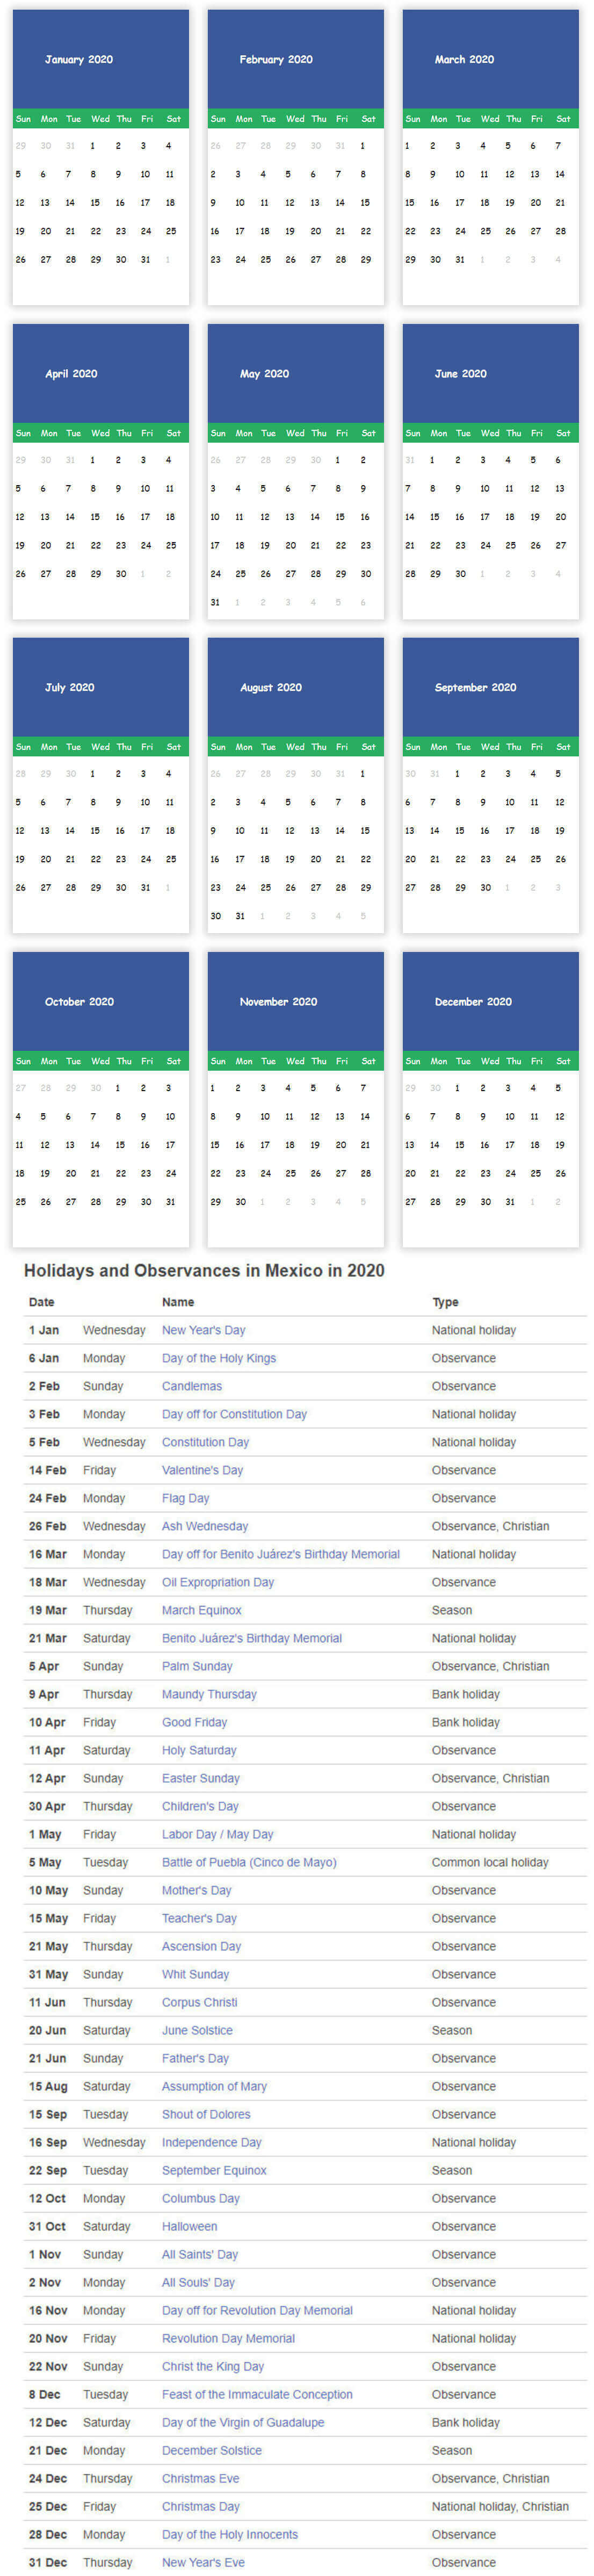 January 2020 February 2020 March 2020
Sun Mon Tue Wed Thu Fri Sat Sun Mon Tue Wed Thu Fri Sat Sun Mon Tue Wed Thu Fri Sat
29 30 31 1 2 3 4 26 27 28 29 30 31 1 1 2 3 4 5 6 7
5 6 7 8 9 10 11 2 3 4 5 6 7 8 8 9 10 11 12 13 14
12 13 14 15 16 17 18 9 10 11 12 13 14 15 15 16 17 18 19 20 21
19 20 21 22 23 24 25 16 17 18 19 20 21 22 22 23 24 25 26 27 28
26 27 28 29 30 31 1 23 24 25 26 27 28 29 29 30 31 1 2 3 4
April 2020 May 2020 June 2020
Sun Mon Tue Wed Thu Fri Sat Sun Mon Tue Wed Thu Fri Sat Sun Mon Tue Wed Thu Fri Sat
29 30 31 1 2 3 4 26 27 28 29 30 1 2 31 1 2 3 4 5 6
5 6 7 8 9 10 11 3 4 5 6 7 8 9 7 8 9 10 11 12 13
12 13 14 15 16 17 18 10 11 12 13 14 15 16 14 15 16 17 18 19 20
19 20 21 22 23 24 25 17 18 19 20 21 22 23 21 22 23 24 25 26 27
26 27 28 29 30 1 2 24 25 26 27 28 29 30 28 29 30 1 2 3 4
31 1 2 3 4 5 6
July 2020 August 2020 September 2020
Sun Mon Tue Wed Thu Fri Sat Sun Mon Tue Wed Thu Fri Sat Sun Mon Tue Wed Thu Fri Sat
28 29 30 1 2 3 4 26 27 28 29 30 31 1 30 31 1 2 3 4 5
5 6 7 8 9 10 11 2 3 4 5 6 7 8 6 7 8 9 10 11 12
12 13 14 15 16 17 18 9 10 11 12 13 14 15 13 14 15 16 17 18 19
19 20 21 22 23 24 25 16 17 18 19 20 21 22 20 21 22 23 24 25 26
26 27 28 29 30 31 1 23 24 25 26 27 28 29 27 28 29 30 1 2 3
30 31 1 2 3 4 5
October 2020 November 2020 December 2020
Sun Mon Tue Wed Thu Fri Sat Sun Mon Tue Wed Thu Fri Sat Sun Mon Tue Wed Thu Fri Sat
27 28 29 30 1 2 3 1 2 3 4 5 6 7 29 30 1 2 3 4 5
4 5 6 7 8 9 10 8 9 10 11 12 13 14 6 7 8 9 10 11 12
11 12 13 14 15 16 17 15 16 17 18 19 20 21 13 14 15 16 17 18 19
18 19 20 21 22 23 24 22 23 24 25 26 27 28 20 21 22 23 24 25 26
25 26 27 28 29 30 31 29 30 1 2 3 4 5 27 28 29 30 31 1 2
Holidays and Observances in Mexico in 2020
Date Name Type
1 Jan Wednesday New Year's Day National holiday
6 Jan Monday Day of the Holy Kings Observance
2 Feb Sunday Candlemas Observance
3 Feb Monday Day off for Constitution Day National holiday
5 Feb Wednesday Constitution Day National holiday
14 Feb Friday Valentine's Day Observance
24 Feb Monday Flag Day Observance
26 Feb Wednesday Ash Wednesday Observance, Christian
16 Mar Monday Day off for Benito Juárez's Birthday Memorial National holiday
18 Mar Wednesday Oil Expropriation Day Observance
19 Mar Thursday March Equinox Season
21 Mar Saturday Benito Juárez's Birthday Memorial National holiday
5 Apr Sunday Palm Sunday Observance, Christian
9 Apr Thursday Maundy Thursday Bank holiday
10 Apr Friday Good Friday Bank holiday
11 Apr Saturday Holy Saturday Observance
12 Apr Sunday Easter Sunday Observance, Christian
30 Apr Thursday Children's Day Observance
1 May Friday Labor Day / May Day National holiday
5 May Tuesday Battle of Puebla (Cinco de Mayo) Common local holiday
10 May Sunday Mother's Day Observance
15 May Friday Teacher's Day Observance
21 May Thursday Ascension Day Observance
31 May Sunday Whit Sunday Observance
11 Jun Thursday Corpus Christi Observance
20 Jun Saturday June Solstice Season
21 Jun Sunday Father's Day Observance
15 Aug Saturday Assumption of Mary Observance
15 Sep Tuesday Shout of Dolores Observance
16 Sep Wednesday Independence Day National holiday
22 Sep Tuesday September Equinox Season
12 Oct Monday Columbus Day Observance
31 Oct Saturday Halloween Observance
1 Nov Sunday All Saints' Day Observance
2 Nov Monday All Souls' Day Observance
16 Nov Monday Day off for Revolution Day Memorial National holiday
20 Nov Friday Revolution Day Memorial National holiday
22 Nov Sunday Christ the King Day Observance
8 Dec Tuesday Feast of the Immaculate Conception Observance
12 Dec Saturday Day of the Virgin of Guadalupe Bank holiday
21 Dec Monday December Solstice Season
24 Dec Thursday Christmas Eve Observance, Christian
25 Dec Friday Christmas Day National holiday, Christian
28 Dec Monday Day of the Holy Innocents Observance
31 Dec Thursday New Year's Eve Observance